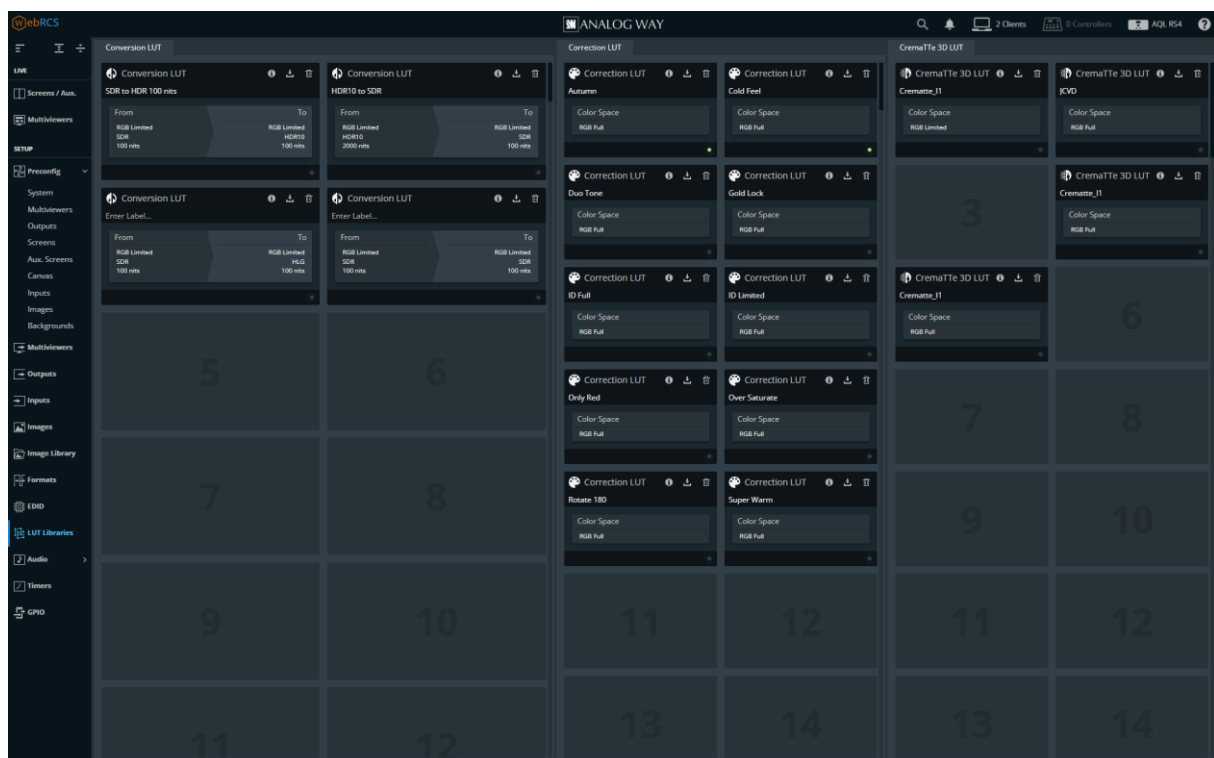 WebRCS
ANALOG WAY
2 Clients
0 Controllers
AQL RS4
LIVE
Screens / Aux.
Multiviewers
SETUP
Preconfig
System
Multiviewers
Outputs
Screens
Aux. Screens
Canvas
Inputs
Images
Backgrounds
Multiviewers
Outputs
Inputs
Images
Image Library
Formats
EDID
LUT Libraries
Audio
Timers
GPIO
Conversion LUT
Conversion LUT
SDR to HDR 100 nits
From To
RGB Limited RGB Limited
SDR HDR10
100 nits 100 nits
Conversion LUT
HDR10 to SDR
From To
RGB Limited RGB Limited
HDR10 SDR
2000 nits 100 nits
Conversion LUT
Enter Label...
From To
RGB Limited RGB Limited
SDR HLG
100 nits 100 nits
Conversion LUT
Enter Label...
From To
RGB Limited RGB Limited
SDR SDR
100 nits 100 nits
5 6
7 8
9 10
11 12
Correction LUT
Correction LUT
Autumn
Color Space
RGB Full
Correction LUT
Cold Feel
Color Space
RGB Full
Correction LUT
Duo Tone
Color Space
RGB Full
Correction LUT
Gold Lock
Color Space
RGB Full
Correction LUT
ID Full
Color Space
RGB Full
Correction LUT
ID Limited
Color Space
RGB Full
Correction LUT
Only Red
Color Space
RGB Full
Correction LUT
Over Saturate
Color Space
RGB Full
Correction LUT
Rotate 180
Color Space
RGB Full
Correction LUT
Super Warm
Color Space
RGB Full
11 12
13 14
CremaTTe 3D LUT
CremaTTe 3D LUT
Crematte_l1
Color Space
RGB Limited
CremaTTe 3D LUT
JCVD
Color Space
RGB Full
3
CremaTTe 3D LUT
Crematte_l1
Color Space
RGB Full
CremaTTe 3D LUT
Crematte_l1
Color Space
RGB Full
6
7 8
9 10
11 12
13 14